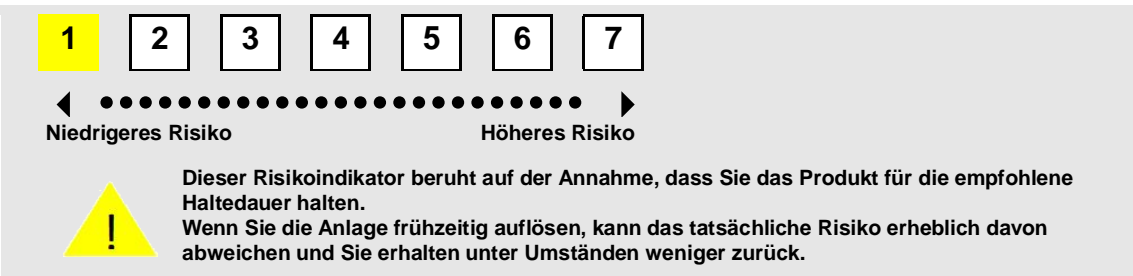 1 2 3 4 5 6 7
Niedrigeres Risiko Höheres Risiko
Dieser Risikoindikator beruht auf der Annahme, dass Sie das Produkt für die empfohlene
Haltedauer halten.
Wenn Sie die Anlage frühzeitig auflösen, kann das tatsächliche Risiko erheblich davon
abweichen und Sie erhalten unter Umständen weniger zurück.
!